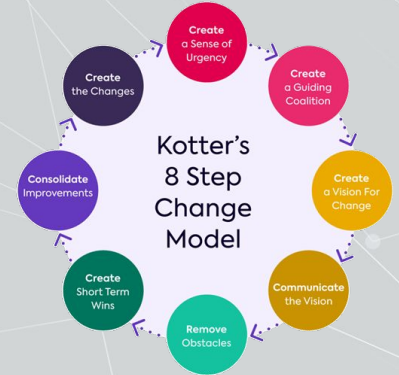 Kotter's
8 Step
Change
Model
Create
a Sense of
Urgency
Create
a Guiding
Coalition
Create
a Vision For
Change
Communicate
the Vision
Remove
Obstacles
Create
Short Term
Wins
Consolidate
Improvements
Create
the Changes